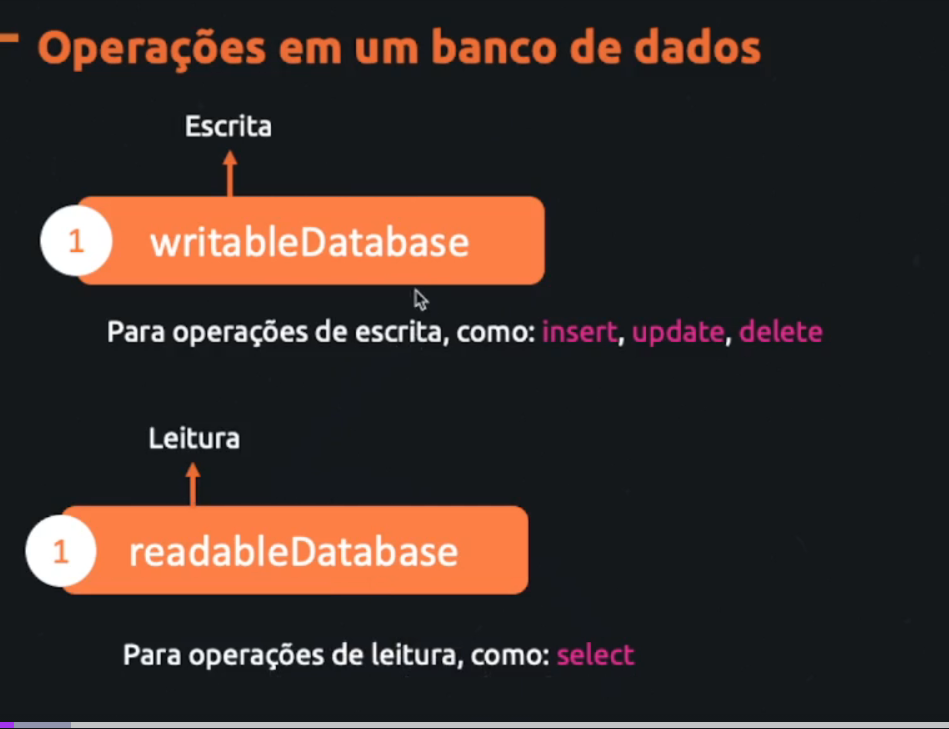 Operações em um banco de dados
Escrita
1 writableDatabase
Para operações de escrita, como: insert, update, delete
Leitura
1 readableDatabase
Para operações de leitura, como: select